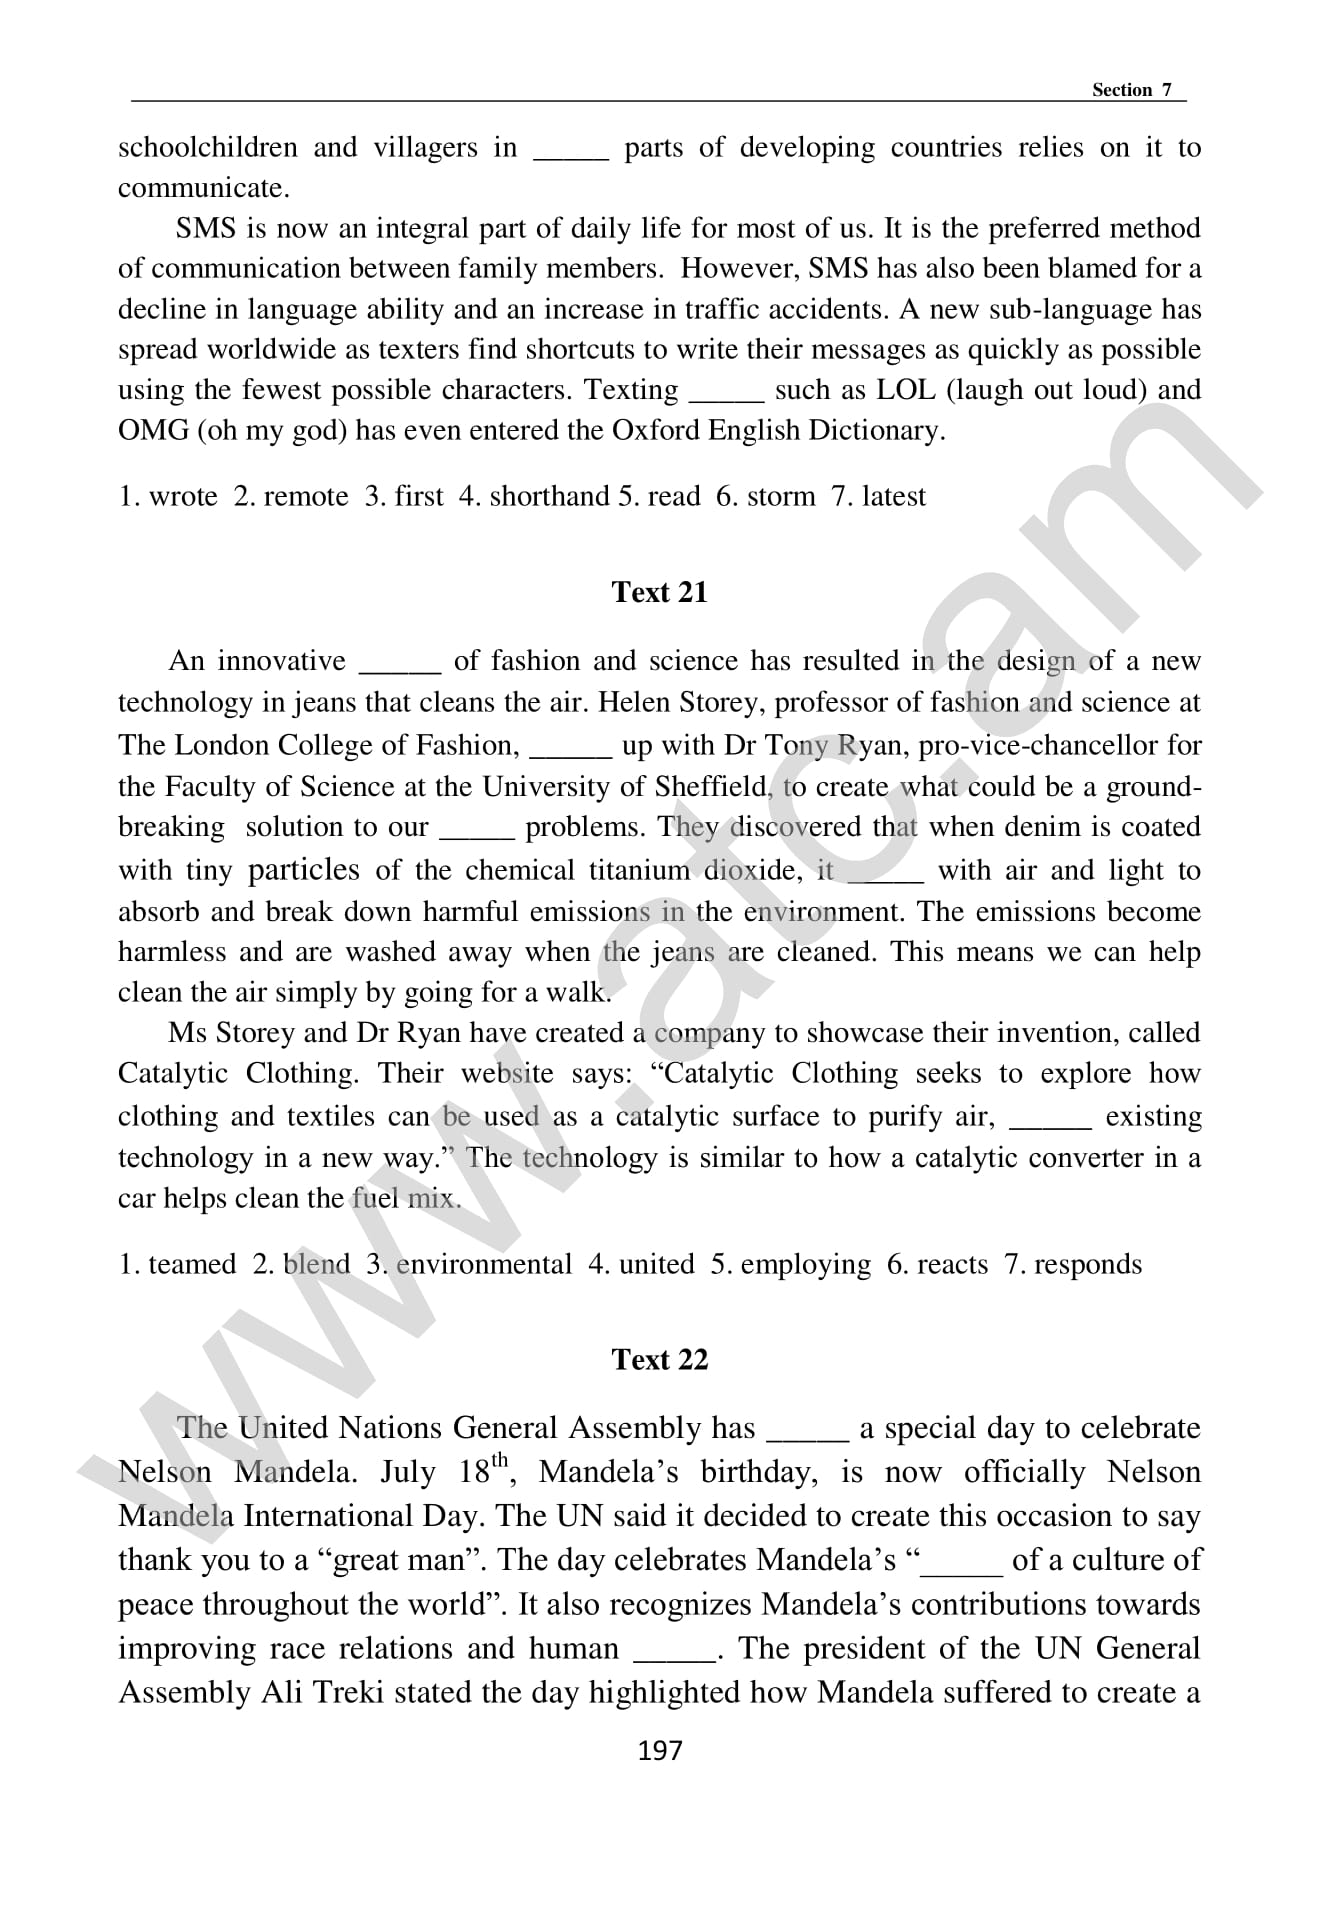 Section 7
schoolchildren and villagers in _____ parts of developing countries relies on it to
communicate.
SMS is now an integral part of daily life for most of us. It is the preferred method
of communication between family members. However, SMS has also been blamed for a
decline in language ability and an increase in traffic accidents. A new sub-language has
spread worldwide as texters find shortcuts to write their messages as quickly as possible
using the fewest possible characters. Texting _____ such as LOL (laugh out loud) and
OMG (oh my god) has even entered the Oxford English Dictionary.
1. wrote 2. remote 3. first 4. shorthand 5. read 6. storm 7. latest
Text 21
An innovative _____ of fashion and science has resulted in the design of a new
technology in jeans that cleans the air. Helen Storey, professor of fashion and science at
The London College of Fashion, _____ up with Dr Tony Ryan, pro-vice-chancellor for
the Faculty of Science at the University of Sheffield, to create what could be a ground-
breaking solution to our _____ problems. They discovered that when denim is coated
with tiny particles of the chemical titanium dioxide, it _____ with air and light to
absorb and break down harmful emissions in the environment. The emissions become
harmless and are washed away when the jeans are cleaned. This means we can help
clean the air simply by going for a walk.
Ms Storey and Dr Ryan have created a company to showcase their invention, called
Catalytic Clothing. Their website says: “Catalytic Clothing seeks to explore how
clothing and textiles can be used as a catalytic surface to purify air, _____ existing
technology in a new way.” The technology is similar to how a catalytic converter in a
car helps clean the fuel mix.
1. teamed 2. blend 3. environmental 4. united 5. employing 6. reacts 7. responds
Text 22
The United Nations General Assembly has _____ a special day to celebrate
Nelson Mandela. July 18th, Mandela’s birthday, is now officially Nelson
Mandela International Day. The UN said it decided to create this occasion to say
thank you to a “great man”. The day celebrates Mandela’s “_____ of a culture of
peace throughout the world”. It also recognizes Mandela’s contributions towards
improving race relations and human _____. The president of the UN General
Assembly Ali Treki stated the day highlighted how Mandela suffered to create a
197
www.atc.am